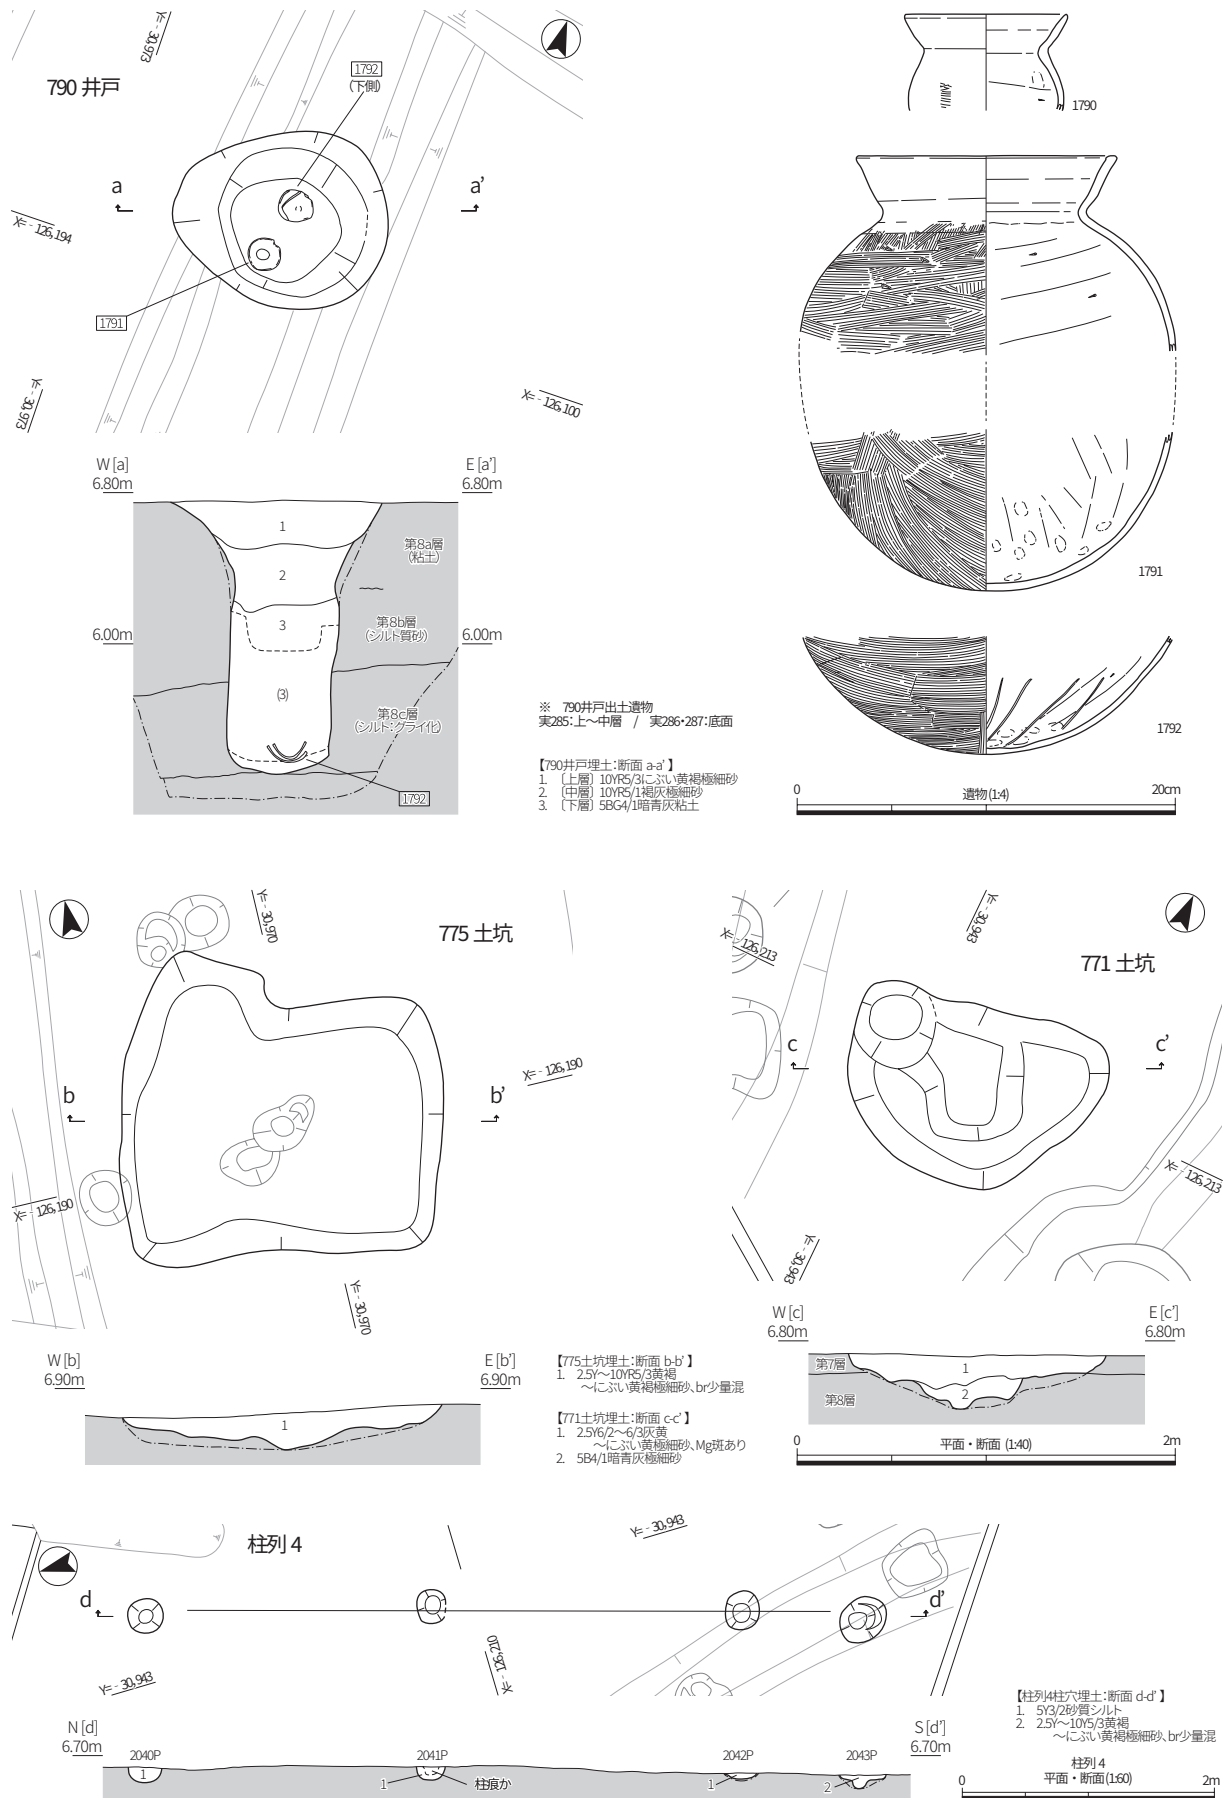 790 井戸
Y=－30,973
1792
(下側)
a
a’
X=－126,194
1791
Y=－30,973
X=－126,100
W [a]
6.80m
E [a’]
6.80m
1
2
3
(3)
第8a層
(粘土)
第8b層
(シルト質砂)
第8c層
(シルト：グライ化)
6.00m
6.00m
1792
1790
1791
1792
※　790井戸出土遺物
実285：上〜中層　/　実286・287：底面
【790井戸埋土：断面 a-a’】
1.　〔上層〕10YR5/3にぶい黄褐極細砂
2.　〔中層〕10YR5/1褐灰極細砂
3.　〔下層〕5BG4/1暗青灰粘土
0　遺物(1:4)　20cm
775 土坑
Y=－30,970
b
b’
X=－126,190
X=－126,190
Y=－30,970
771 土坑
Y=－30,943
X=－126,213
c
c’
X=－126,213
Y=－30,943
W [b]
6.90m
E [b’]
6.90m
1
【775土坑埋土：断面 b-b’】
1.　2.5Y〜10YR5/3黄褐
〜にぶい黄褐極細砂、br少量混
【771土坑埋土：断面 c-c’】
1.　2.5Y6/2〜6/3灰黄
〜にぶい黄極細砂、Mg斑あり
2.　5B4/1暗青灰極細砂
W [c]
6.80m
E [c’]
6.80m
第7層
第8層
1
2
0　平面・断面 (1:40)　2m
柱列 4
Y=－30,943
d
d’
X=－126,210
Y=－30,943
N [d]
6.70m
S [d’]
6.70m
2040P
2041P
2042P
2043P
1
1
柱痕か
1
2
【柱列4柱穴埋土：断面 d-d’】
1.　5Y3/2砂質シルト
2.　2.5Y〜10Y5/3黄褐
〜にぶい黄褐極細砂、br少量混
柱列 4
0　平面・断面(1:60)　2m